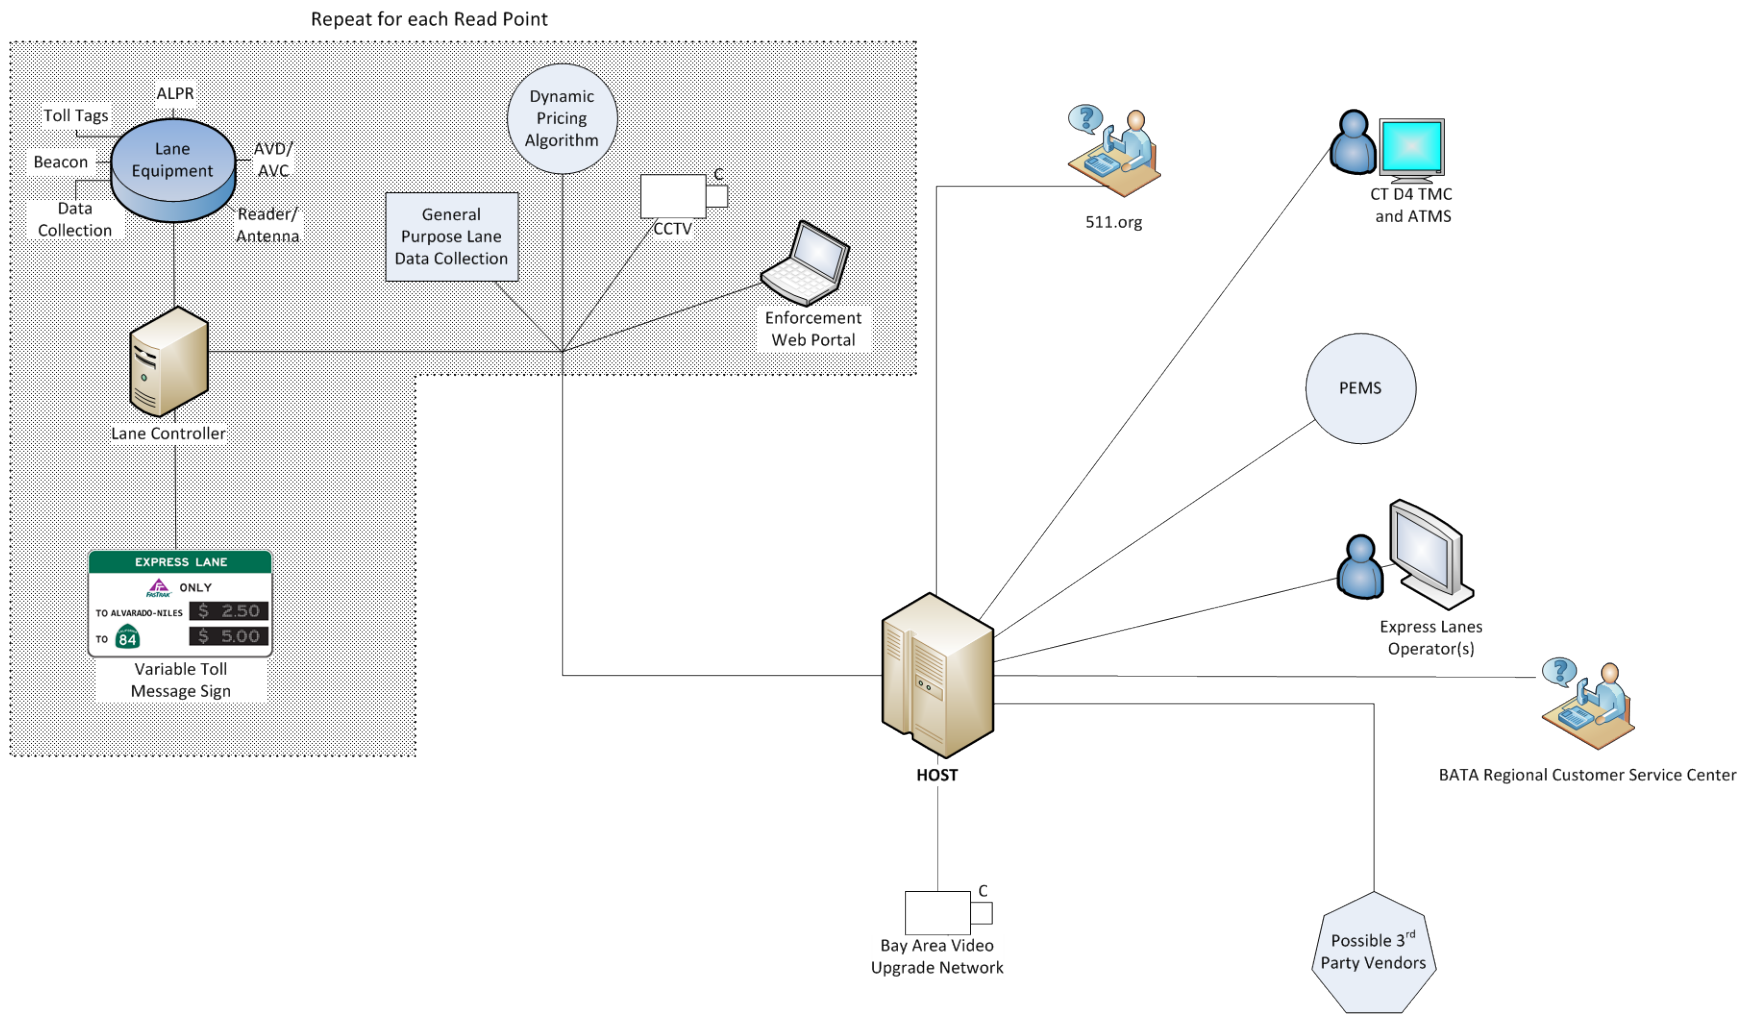 Repeat for each Read Point
ALPR
Toll Tags
Beacon
Data
Collection
Lane
Equipment
AVD/
AVC
Reader/
Antenna
Dynamic
Pricing
Algorithm
General
Purpose Lane
Data Collection
C
CCTV
Enforcement
Web Portal
Lane Controller
EXPRESS LANE
FASTRAK ONLY
TO ALVARADO-NILES $ 2.50
TO 84 $ 5.00
Variable Toll
Message Sign
511.org
CT D4 TMC
and ATMS
PEMS
Express Lanes
Operator(s)
BATA Regional Customer Service Center
HOST
C
Bay Area Video
Upgrade Network
Possible 3rd
Party Vendors